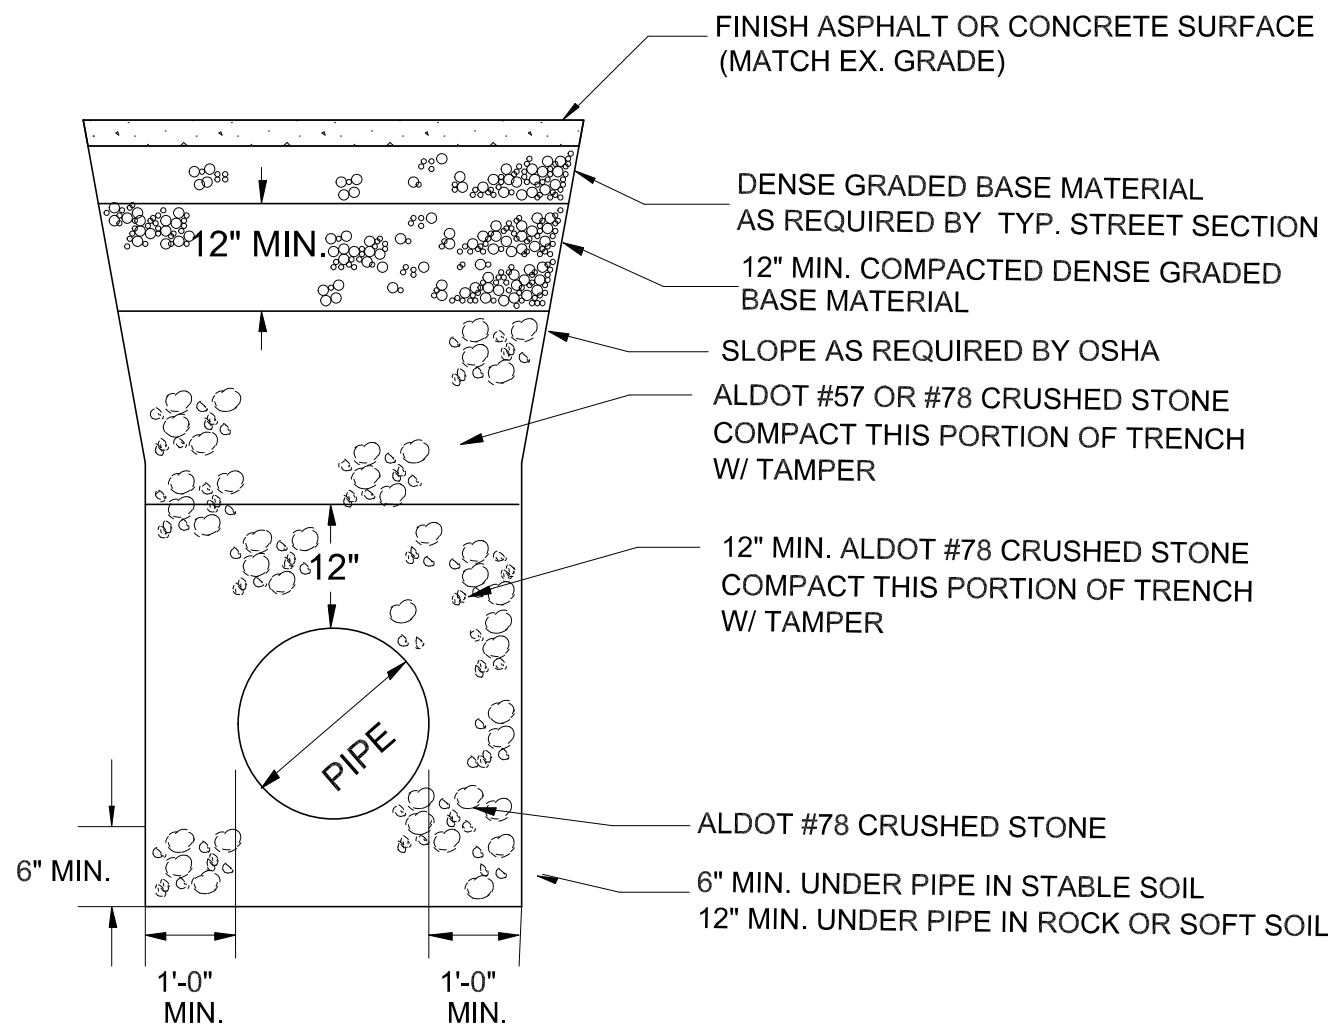 FINISH ASPHALT OR CONCRETE SURFACE
(MATCH EX. GRADE)
DENSE GRADED BASE MATERIAL
AS REQUIRED BY TYP. STREET SECTION
12" MIN.
12" MIN. COMPACTED DENSE GRADED
BASE MATERIAL
SLOPE AS REQUIRED BY OSHA
ALDOT #57 OR #78 CRUSHED STONE
COMPACT THIS PORTION OF TRENCH
W/ TAMPER
12"
12" MIN. ALDOT #78 CRUSHED STONE
COMPACT THIS PORTION OF TRENCH
W/ TAMPER
PIPE
ALDOT #78 CRUSHED STONE
6" MIN.
6" MIN. UNDER PIPE IN STABLE SOIL
12" MIN. UNDER PIPE IN ROCK OR SOFT SOIL
1'-0"
MIN.
1'-0"
MIN.